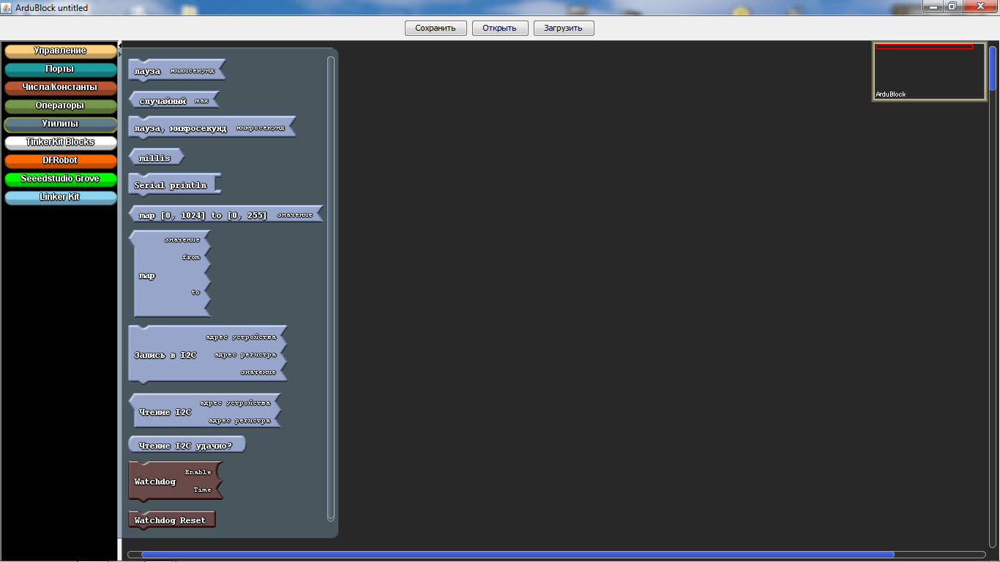 ArduBlock untitled
Сохранить
Открыть
Загрузить
Управление
Порты
Числа/Константы
Операторы
Утилиты
TinkerKit Blocks
DFRobot
Seeedstudio Grove
Linker Kit
пауза миллисекунд
случайный max
пауза, микросекунд микросекунд
millis
Serial println
map [0, 1024] to [0, 255] значение
значение
from
map
to
адрес устройства
Запись в I2C адрес регистра
значение
адрес устройства
Чтение I2C
адрес регистра
Чтение I2C удачно?
Enable
Watchdog
Time
Watchdog Reset
ArduBlock